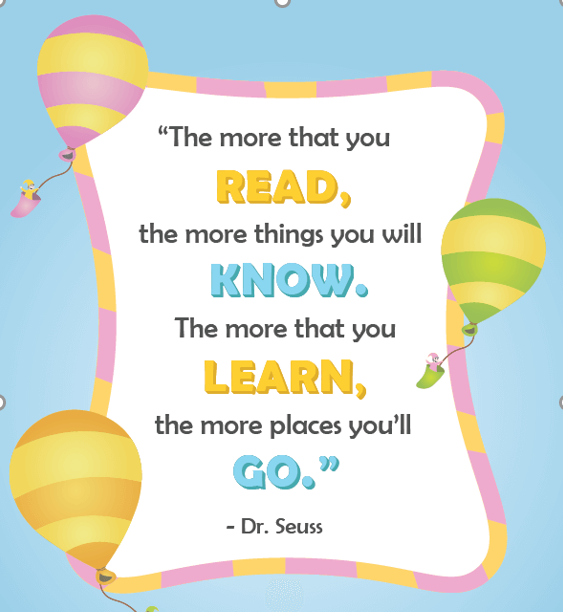 “The more that you
READ,
the more things you will
KNOW.
The more that you
LEARN,
the more places you’ll
GO.”
- Dr. Seuss